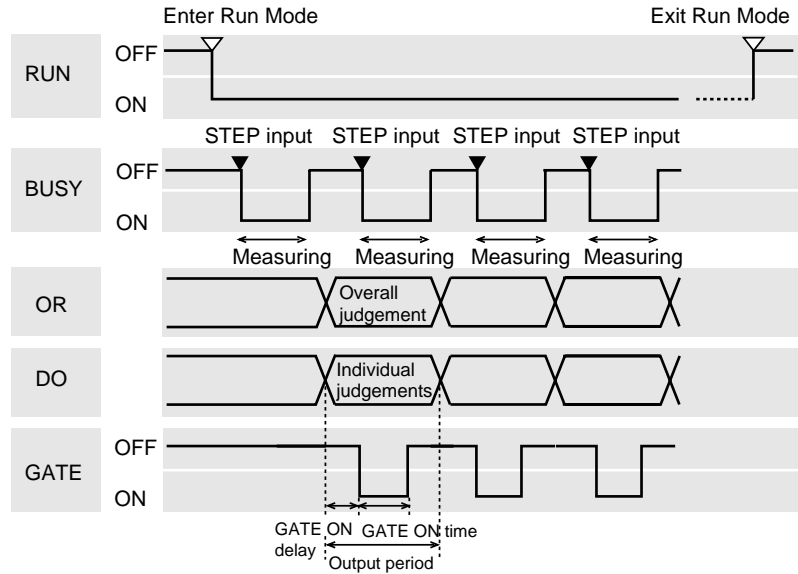 Enter Run Mode Exit Run Mode
RUN
OFF
ON
STEP input STEP input STEP input STEP input
BUSY
OFF
ON
Measuring Measuring Measuring Measuring
OR
Overall
judgement
DO
Individual
judgements
GATE
OFF
ON
GATE ON
delay
GATE ON time
Output period